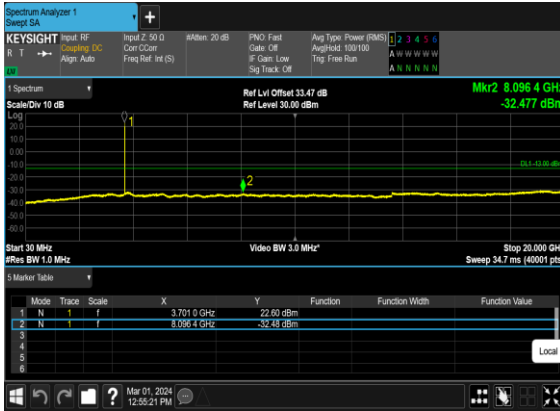 Spectrum Analyzer 1
Swept SA
+
KEYSIGHT
R T
Input: RF
Coupling: DC
Align: Auto
Input Z: 50 Ω
Corr CCorr
Freq Ref: Int (S)
#Atten: 20 dB
PNO: Fast
Gate: Off
IF Gain: Low
Sig Track: Off
Avg Type: Power (RMS)
Avg|Hold: 100/100
Trig: Free Run
1 2 3 4 5 6
A W W W W W
A N N N N N
1 Spectrum
Scale/Div 10 dB
Ref Lvl Offset 33.47 dB
Ref Level 30.00 dBm
Mkr2 8.096 4 GHz
-32.477 dBm
Log
20.0
10.0
0.00
-10.0
-20.0
-30.0
-40.0
-50.0
-60.0
1
2
DL1 -13.00 dBm
Start 30 MHz
#Res BW 1.0 MHz
Video BW 3.0 MHz*
Stop 20.000 GHz
Sweep 34.7 ms (40001 pts)
5 Marker Table
Mode Trace Scale X Y Function Function Width Function Value
1 N 1 f 3.701 0 GHz 22.60 dBm
2 N 1 f 8.096 4 GHz -32.48 dBm
3
4
5
6
Local
?
Mar 01, 2024
12:55:21 PM